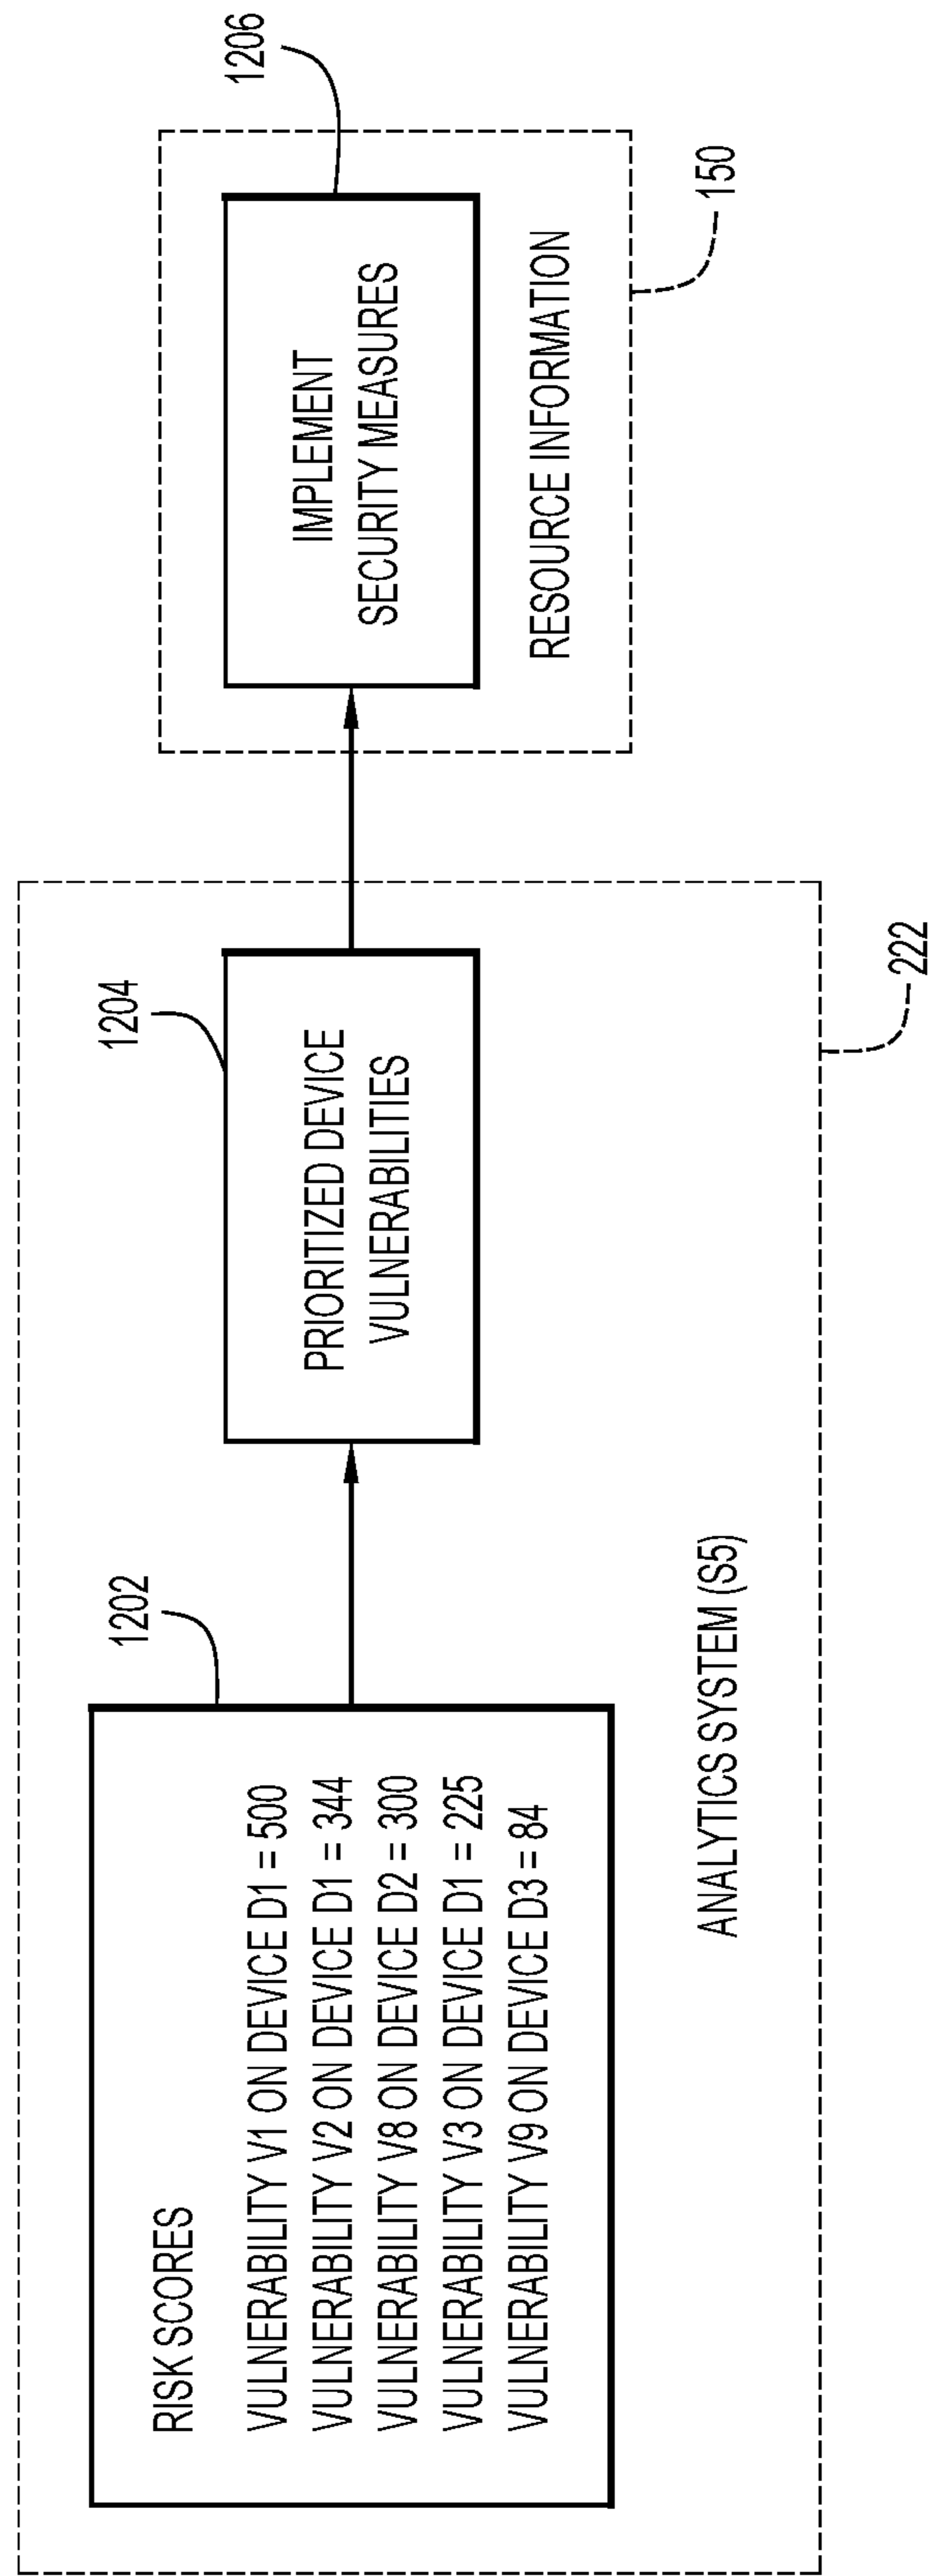 1202
RISK SCORES
VULNERABILITY V1 ON DEVICE D1 = 500
VULNERABILITY V2 ON DEVICE D1 = 344
VULNERABILITY V8 ON DEVICE D2 = 300
VULNERABILITY V3 ON DEVICE D1 = 225
VULNERABILITY V9 ON DEVICE D3 = 84
1204
PRIORITIZED DEVICE
VULNERABILITIES
ANALYTICS SYSTEM (S5)
222
1206
IMPLEMENT
SECURITY MEASURES
RESOURCE INFORMATION
150